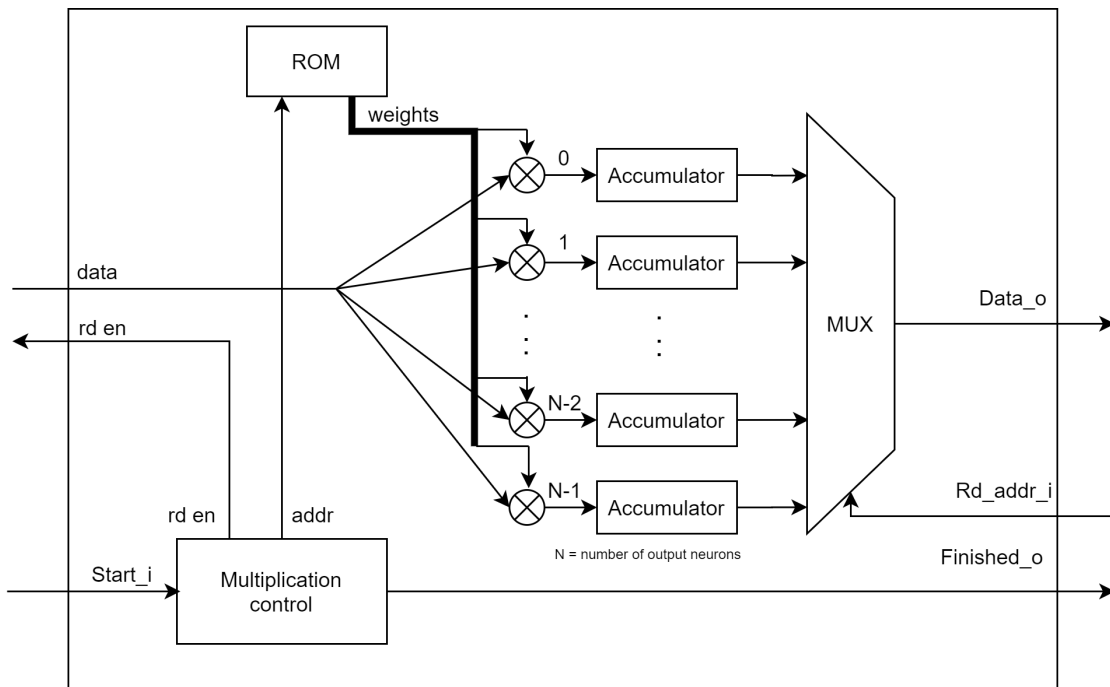 ROM
weights
0
Accumulator
1
Accumulator
data
Data_o
rd en
MUX
N-2
Accumulator
N-1
Accumulator
Rd_addr_i
rd en
addr
N = number of output neurons
Finished_o
Start_i
Multiplication
control